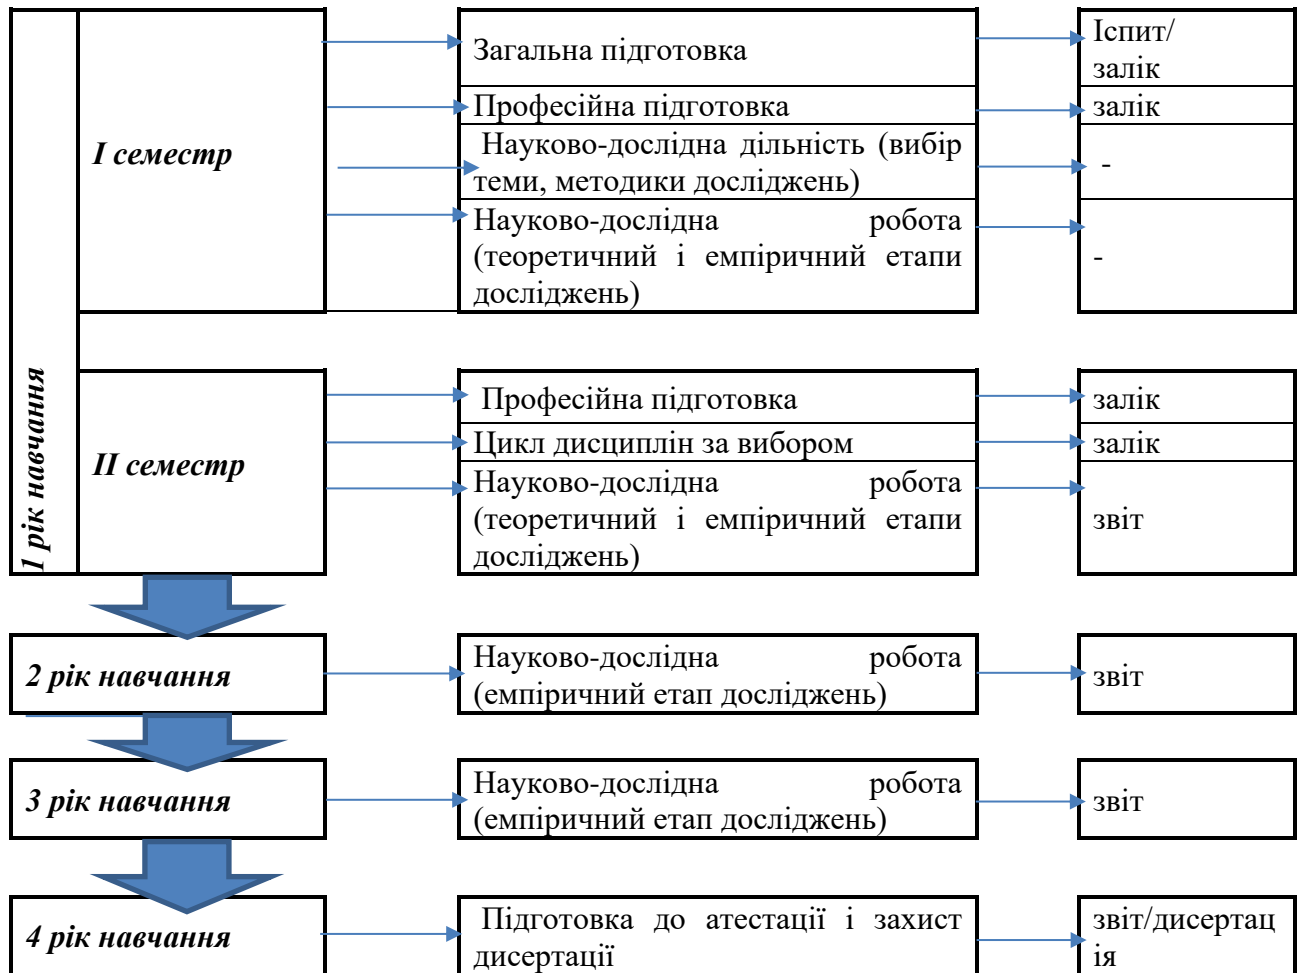 1 рік навчання
І семестр
Загальна підготовка
Іспит/
залік
Професійна підготовка
залік
Науково-дослідна дільність (вибір
теми, методики досліджень)
-
Науково-дослідна робота
(теоретичний і емпіричний етапи
досліджень)
-
ІІ семестр
Професійна підготовка
залік
Цикл дисциплін за вибором
залік
Науково-дослідна робота
(теоретичний і емпіричний етапи
досліджень)
звіт
2 рік навчання
Науково-дослідна робота
(емпіричний етап досліджень)
звіт
3 рік навчання
Науково-дослідна робота
(емпіричний етап досліджень)
звіт
4 рік навчання
Підготовка до атестації і захист
дисертації
звіт/дисертац
ія